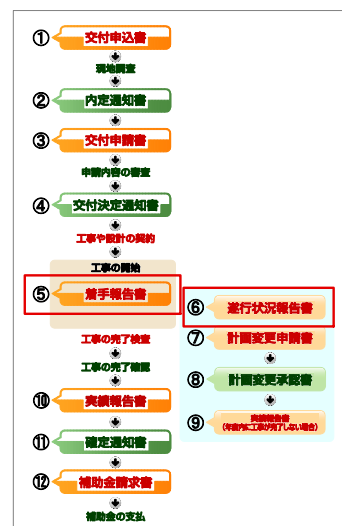 ① 交付申込書
現地調査
② 内定通知書
③ 交付申請書
申請内容の審査
④ 交付決定通知書
工事や設計の契約
工事の開始
⑤ 着手報告書
⑥ 遂行状況報告書
⑦ 計画変更申請書
⑧ 計画変更承認書
⑨ 実績報告書
(年度内に工事が完了しない場合)
工事の完了検査
工事の完了確認
⑩ 実績報告書
⑪ 確定通知書
⑫ 補助金請求書
補助金の支払